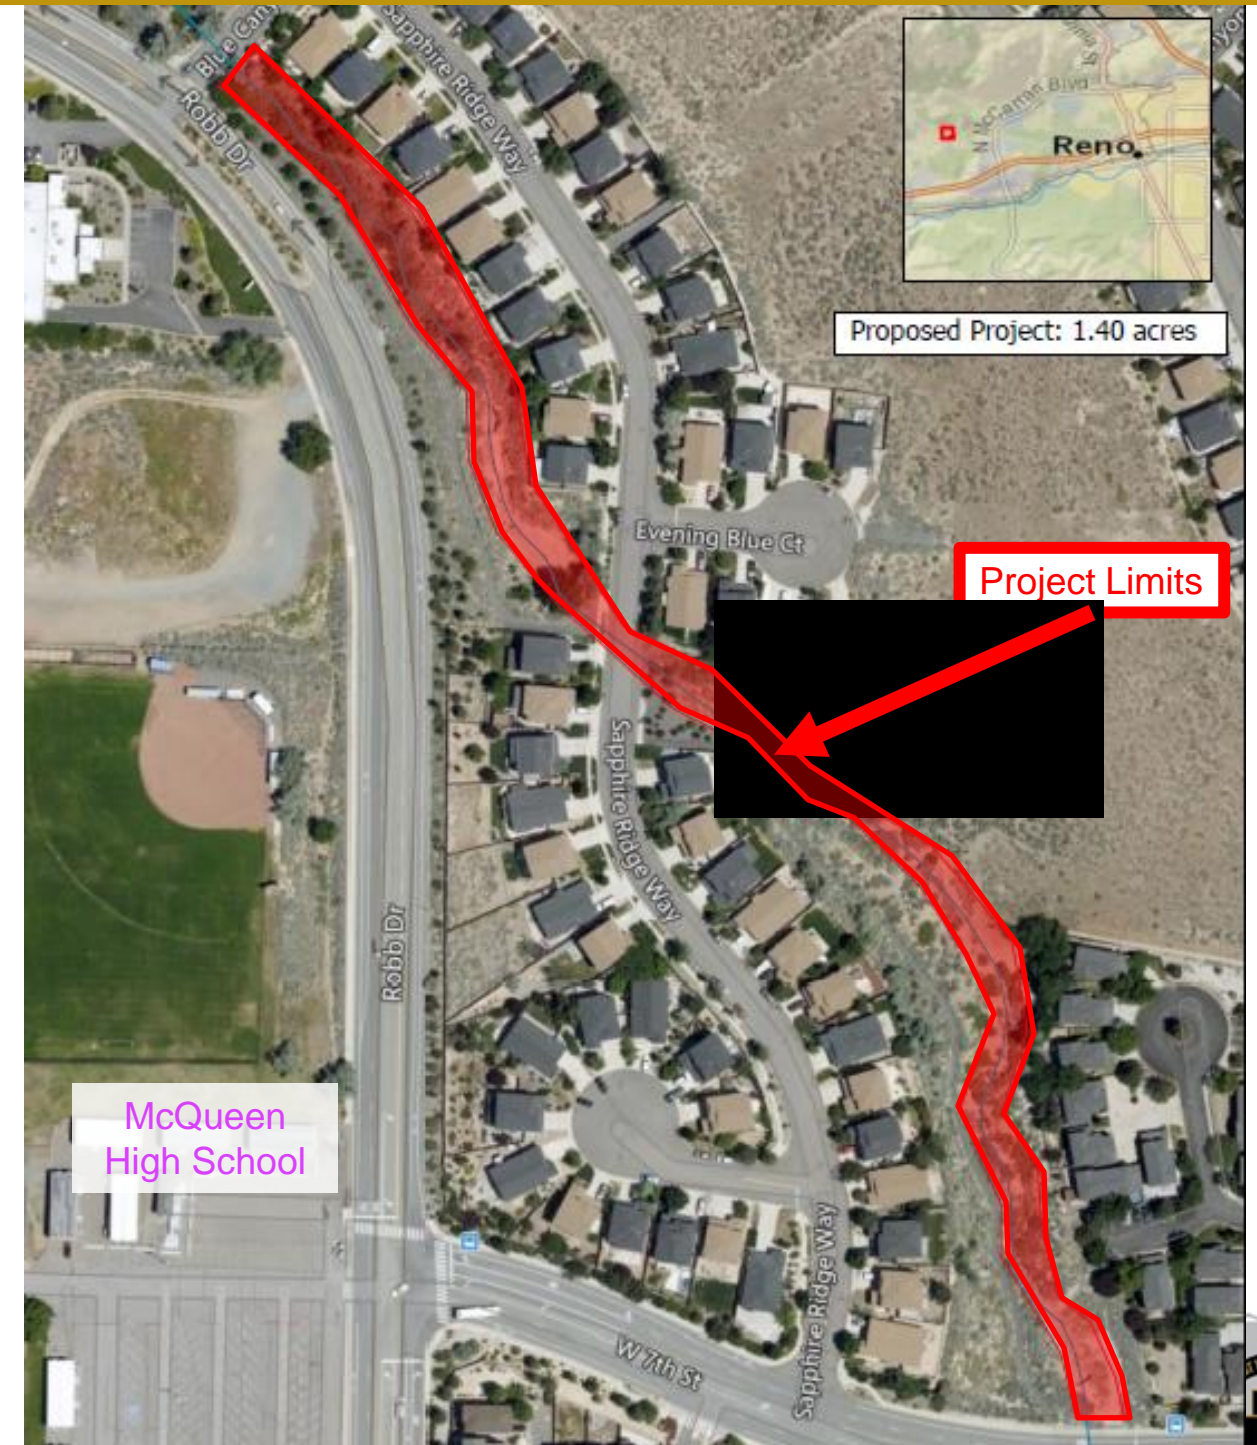 Blue Can
Sapphire Ridge Way
Robb Dr
N McCarran Blvd
Reno
Proposed Project: 1.40 acres
Evening Blue Ct
Project Limits
Sapphire Ridge Way
Robb Dr
McQueen
High School
Sapphire Ridge Way
W 7th St